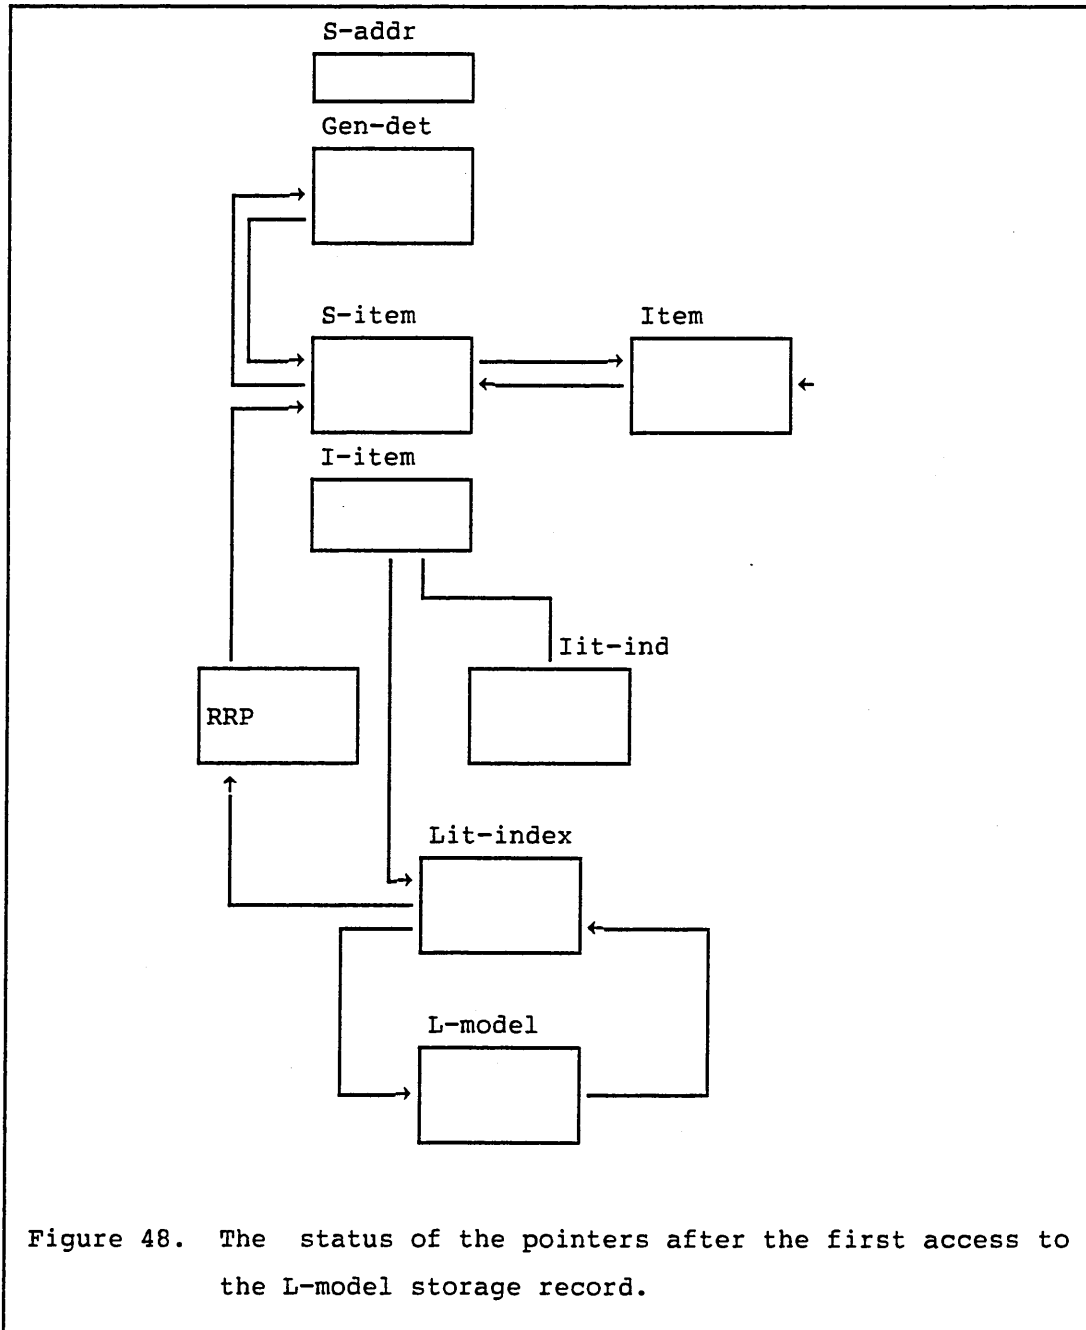 S-addr
Gen-det
S-item
Item
I-item
Iit-ind
RRP
Lit-index
L-model
Figure 48. The status of the pointers after the first access to
the L-model storage record.